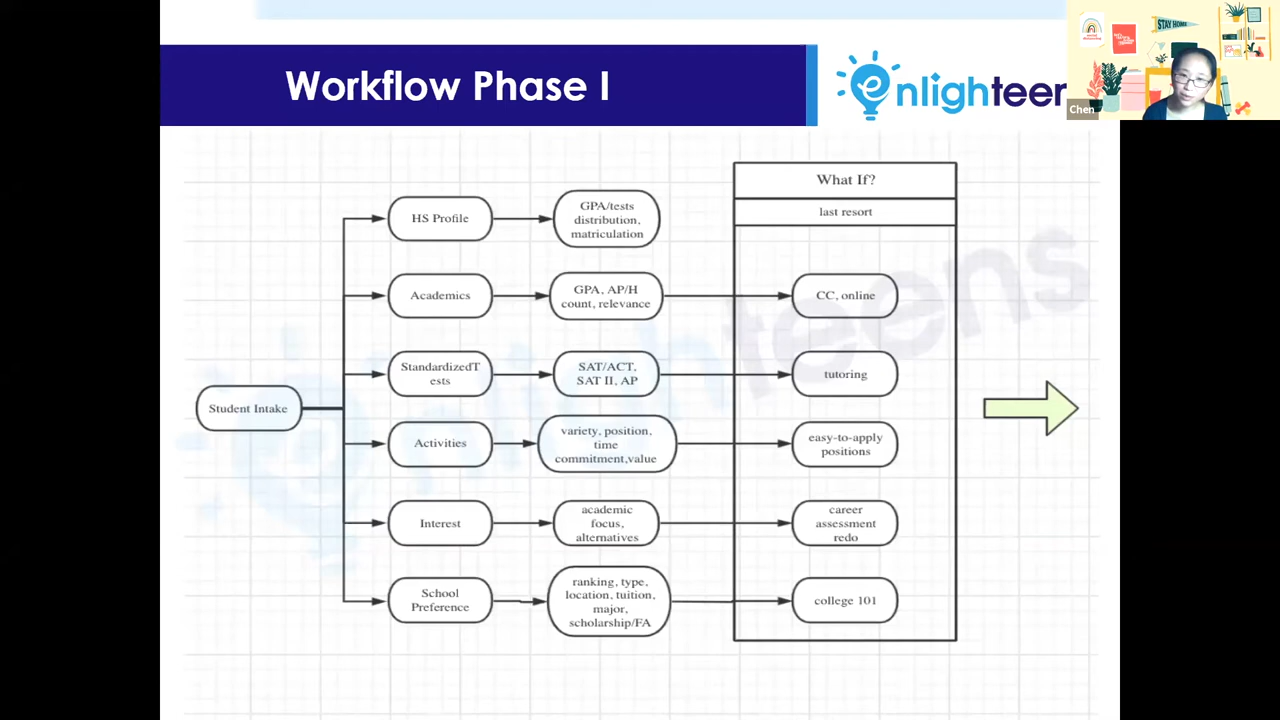 Workflow Phase I
enlighteen
STAY HOME
Chen
What If?
last resort
HS Profile
GPA/tests
distribution,
matriculation
Academics
GPA, AP/H
count, relevance
CC, online
StandardizedT
ests
SAT/ACT,
SAT II, AP
tutoring
Student Intake
Activities
variety, position,
time
commitment,value
easy-to-apply
positions
Interest
academic
focus,
alternatives
career
assessment
redo
School
Preference
ranking, type,
location, tuition,
major,
scholarship/FA
college 101
enlighteens